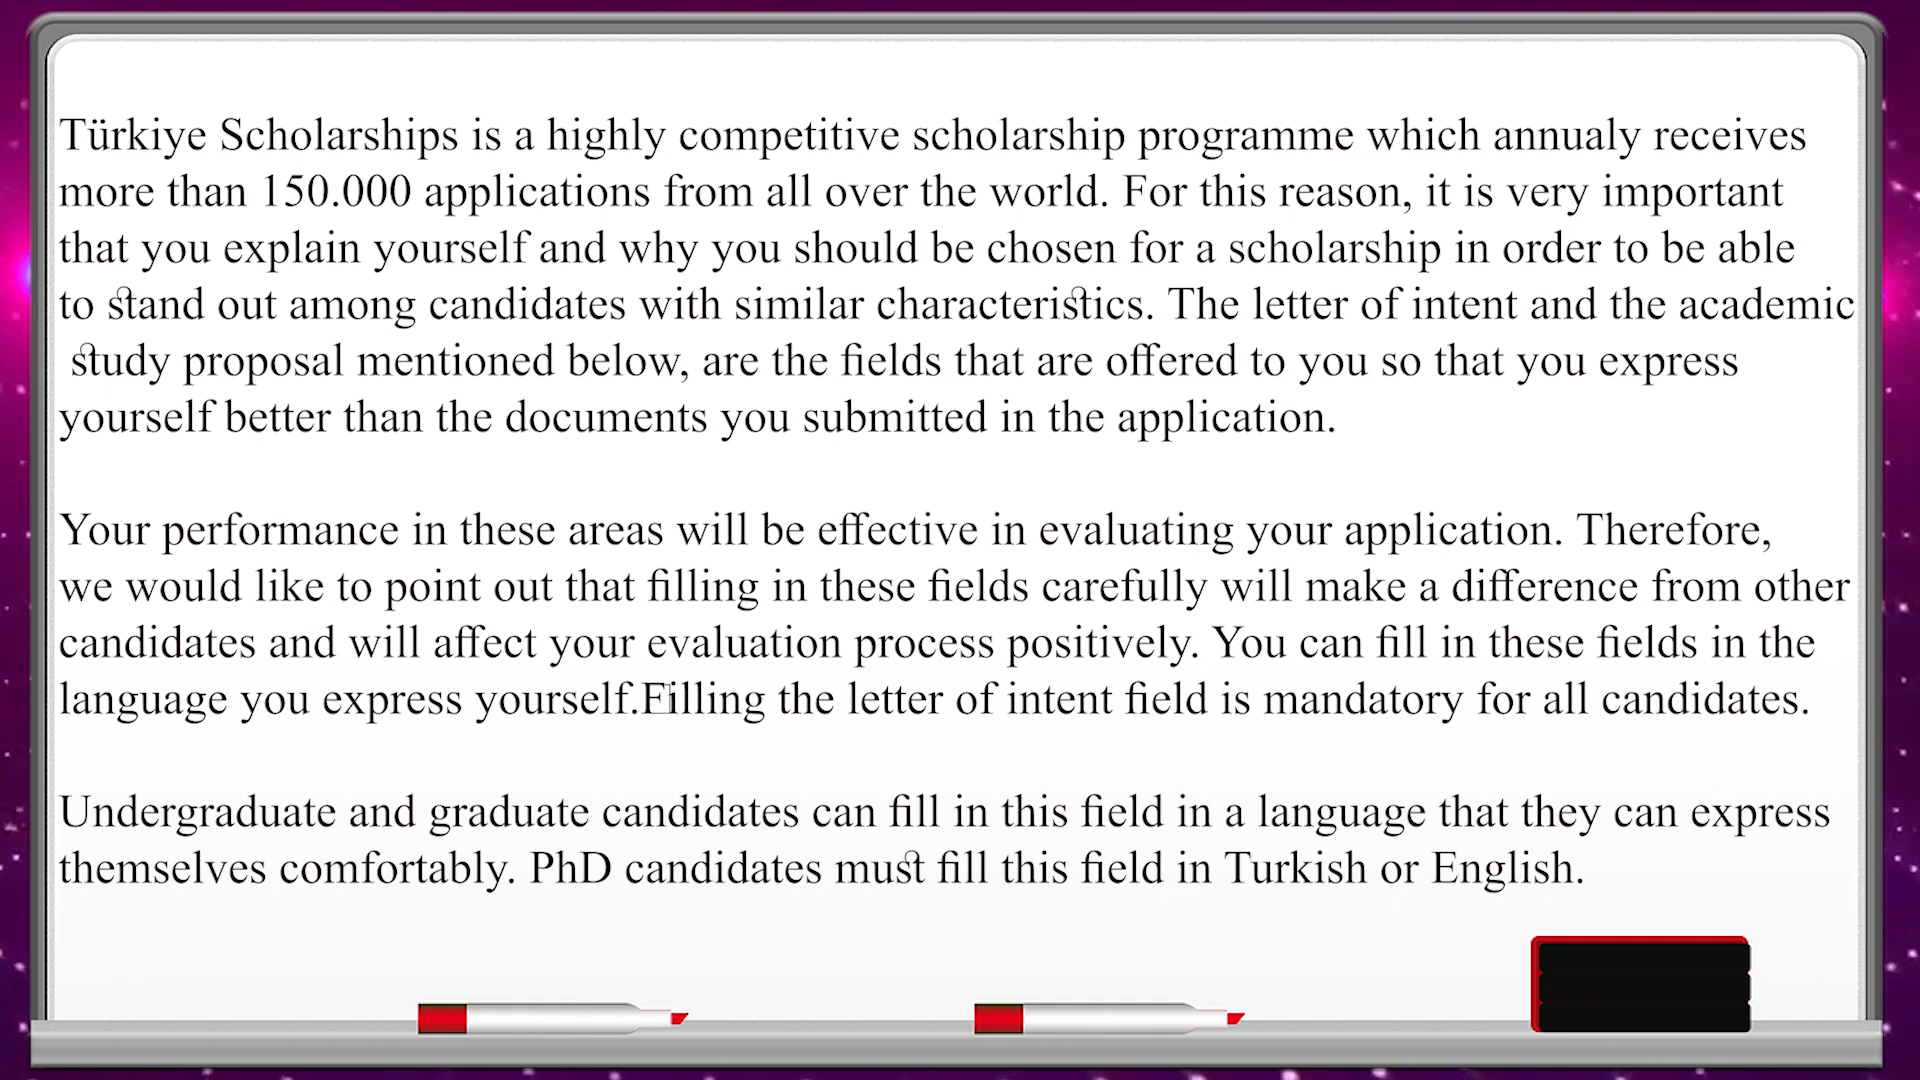 Türkiye Scholarships is a highly competitive scholarship programme which annualy receives
more than 150.000 applications from all over the world. For this reason, it is very important
that you explain yourself and why you should be chosen for a scholarship in order to be able
to stand out among candidates with similar characteristics. The letter of intent and the academic
study proposal mentioned below, are the fields that are offered to you so that you express
yourself better than the documents you submitted in the application.
Your performance in these areas will be effective in evaluating your application. Therefore,
we would like to point out that filling in these fields carefully will make a difference from other
candidates and will affect your evaluation process positively. You can fill in these fields in the
language you express yourself.Filling the letter of intent field is mandatory for all candidates.
Undergraduate and graduate candidates can fill in this field in a language that they can express
themselves comfortably. PhD candidates must fill this field in Turkish or English.